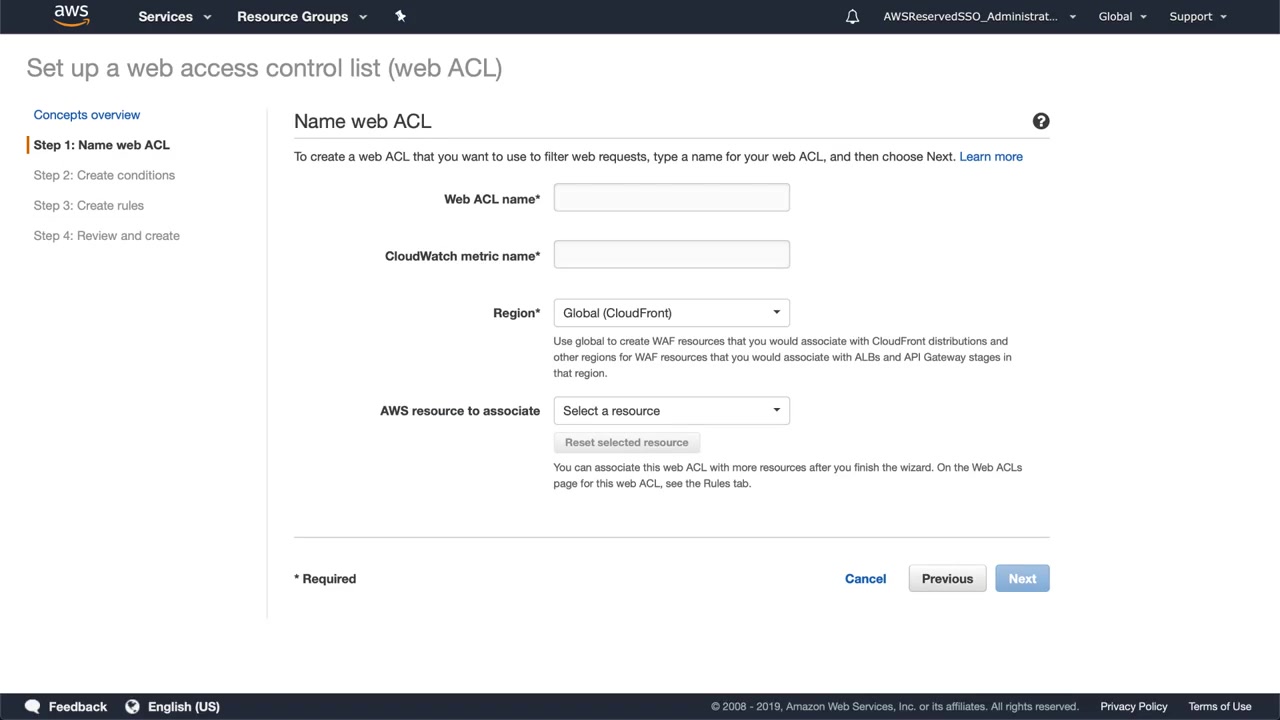 aws
Services
Resource Groups
AWSReservedSSO_Administrat...
Global
Support
Set up a web access control list (web ACL)
Concepts overview
Step 1: Name web ACL
Step 2: Create conditions
Step 3: Create rules
Step 4: Review and create
Name web ACL
?
To create a web ACL that you want to use to filter web requests, type a name for your web ACL, and then choose Next. Learn more
Web ACL name*
CloudWatch metric name*
Region*
Global (CloudFront)
Use global to create WAF resources that you would associate with CloudFront distributions and
other regions for WAF resources that you would associate with ALBs and API Gateway stages in
that region.
AWS resource to associate
Select a resource
Reset selected resource
You can associate this web ACL with more resources after you finish the wizard. On the Web ACLs
page for this web ACL, see the Rules tab.
* Required
Cancel
Previous
Next
Feedback
English (US)
© 2008 - 2019, Amazon Web Services, Inc. or its affiliates. All rights reserved.
Privacy Policy
Terms of Use